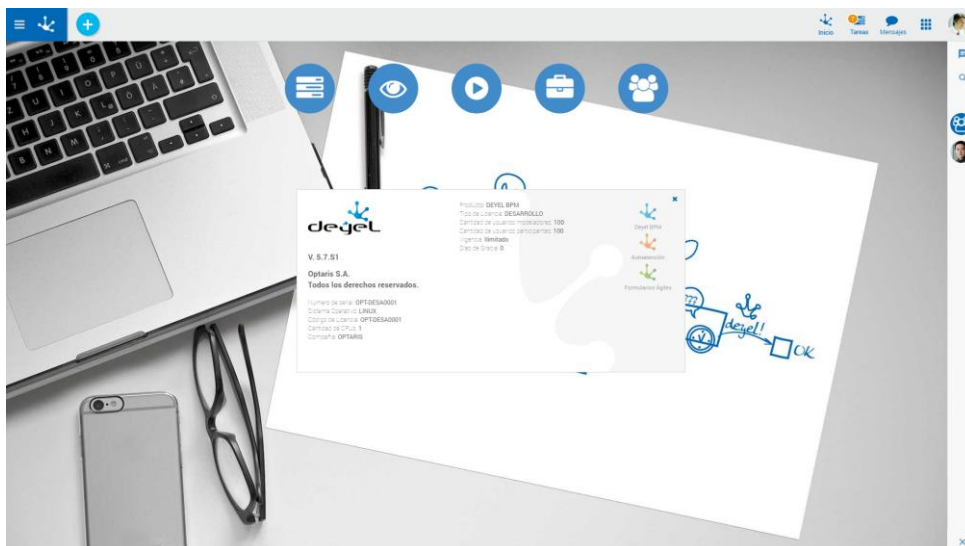 Inicio
Tareas
Mensajes
deyel
V. 5.7.S1
Optaris S.A.
Todos los derechos reservados.
Número de serie: OPT-DESA0001
Sistema Operativo: LINUX
Código de Licencia: OPT-DESA0001
Cantidad de CPUs: 1
Compañía: OPTARIS
Producto: DEYEL BPM
Tipo de Licencia: DESARROLLO
Cantidad de usuarios modeladores: 100
Cantidad de usuarios participantes: 100
Vigencia: Ilimitado
Días de Gracia: 0
Deyel BPM
Autoatención
Formularios Agiles
???
deyel!
OK